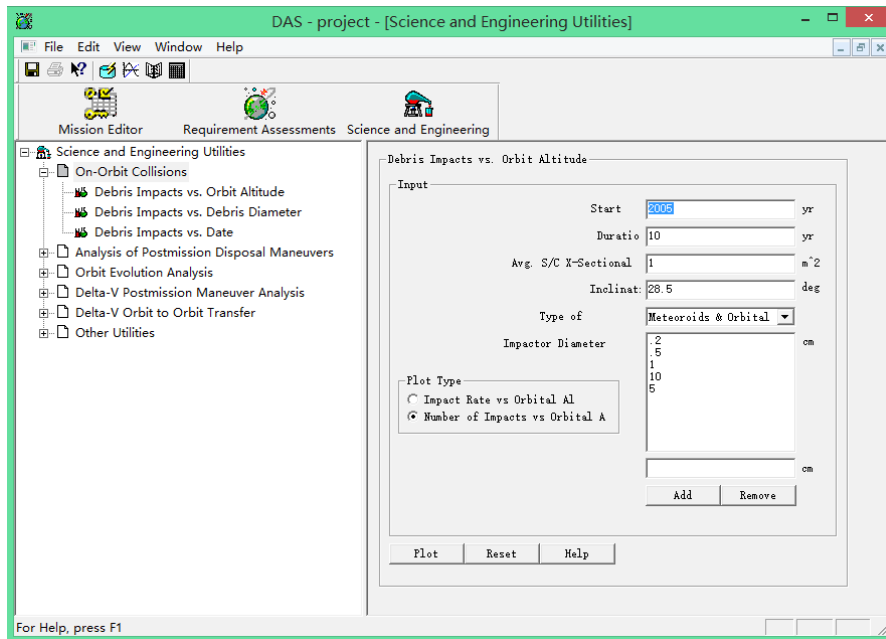 DAS - project - [Science and Engineering Utilities]
File Edit View Window Help
Mission Editor Requirement Assessments Science and Engineering
Science and Engineering Utilities
On-Orbit Collisions
Debris Impacts vs. Orbit Altitude
Debris Impacts vs. Debris Diameter
Debris Impacts vs. Date
Analysis of Postmission Disposal Maneuvers
Orbit Evolution Analysis
Delta-V Postmission Maneuver Analysis
Delta-V Orbit to Orbit Transfer
Other Utilities
Debris Impacts vs. Orbit Altitude
Input
Start 2005 yr
Duratio 10 yr
Avg. S/C X-Sectional 1 m^2
Inclinat: 28.5 deg
Type of Meteoroids & Orbital
Impactor Diameter .2 cm
.5
1
10
5
Plot Type
Impact Rate vs Orbital Al
Number of Impacts vs Orbital A
cm
Add Remove
Plot Reset Help
For Help, press F1